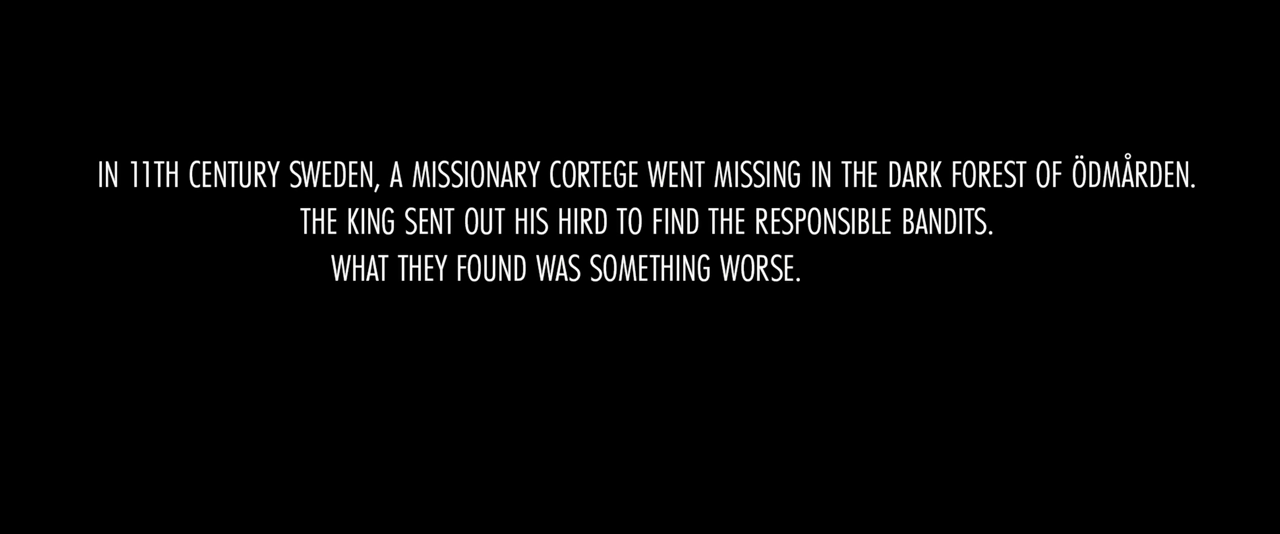 IN 11TH CENTURY SWEDEN, A MISSIONARY CORTEGE WENT MISSING IN THE DARK FOREST OF ÖDMÅRDEN.
THE KING SENT OUT HIS HIRD TO FIND THE RESPONSIBLE BANDITS.
WHAT THEY FOUND WAS SOMETHING WORSE.